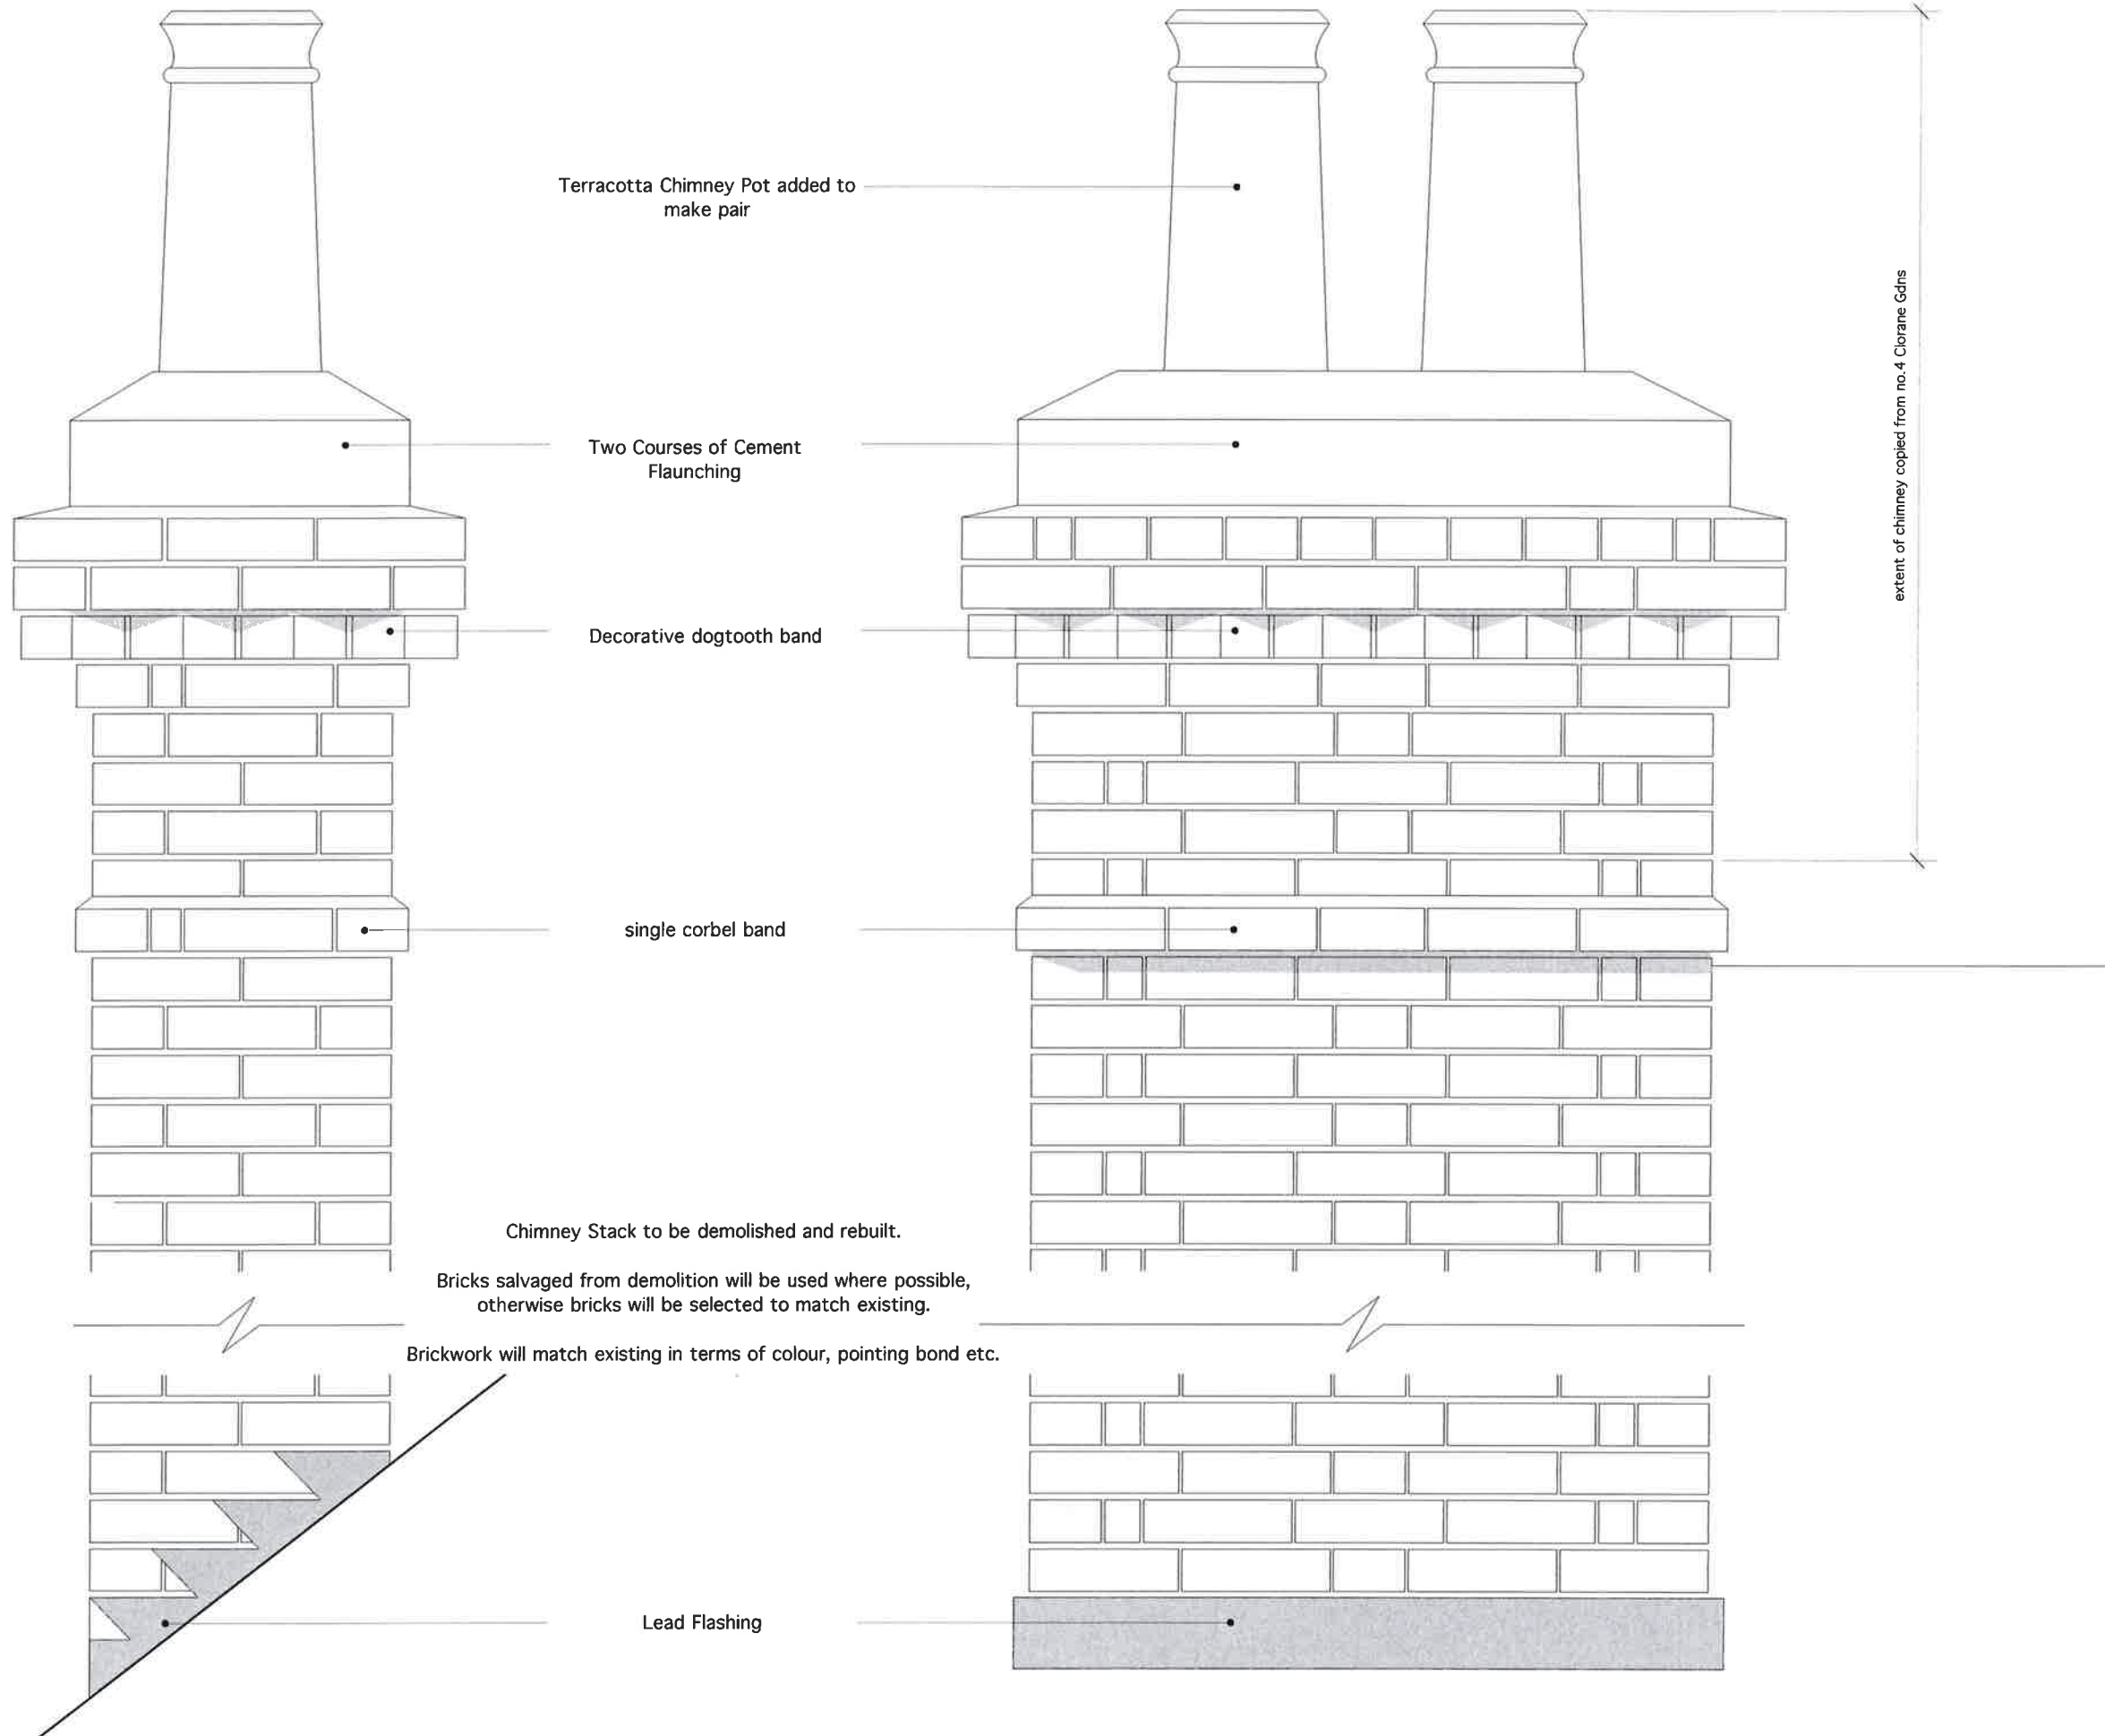 Terracotta Chimney Pot added to
make pair
extent of chimney copied from no.4 Clorane Gdns
Two Courses of Cement
Flaunching
Decorative dogtooth band
single corbel band
Chimney Stack to be demolished and rebuilt.
Bricks salvaged from demolition will be used where possible,
otherwise bricks will be selected to match existing.
Brickwork will match existing in terms of colour, pointing bond etc.
Lead Flashing